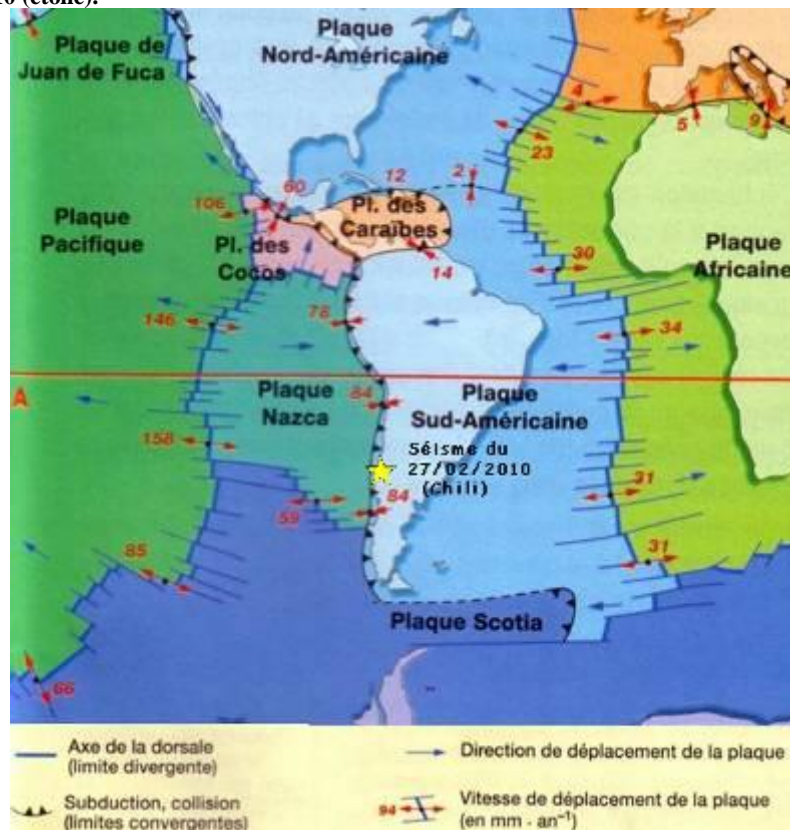 10 (étoile).
Plaque de
Juan de Fuca
Plaque
Nord-Américaine
4
5
9
23
2
12
60
106
Pl. des
Caraïbes
Plaque
Pacifique
Pl. des
Cocos
14
30
Plaque
Africaine
146
78
34
A
Plaque
Nazca
84
Plaque
Sud-Américaine
158
Séisme du
27/02/2010
(Chili)
84
59
31
85
31
Plaque Scotia
66
Axe de la dorsale
(limite divergente)
Direction de déplacement de la plaque
Subduction, collision
(limites convergentes)
94
Vitesse de déplacement de la plaque
(en mm · an⁻¹)